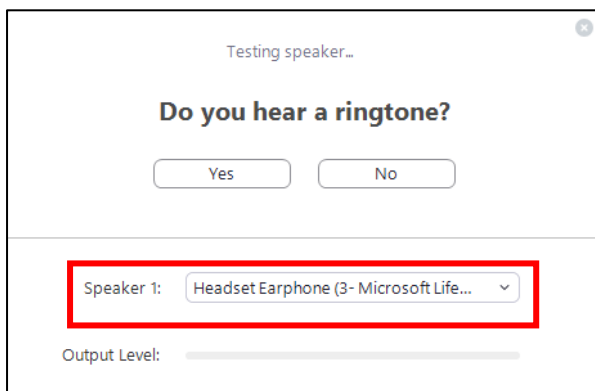 Testing speaker...
Do you hear a ringtone?
Yes No
Speaker 1: Headset Earphone (3- Microsoft Life...
Output Level: